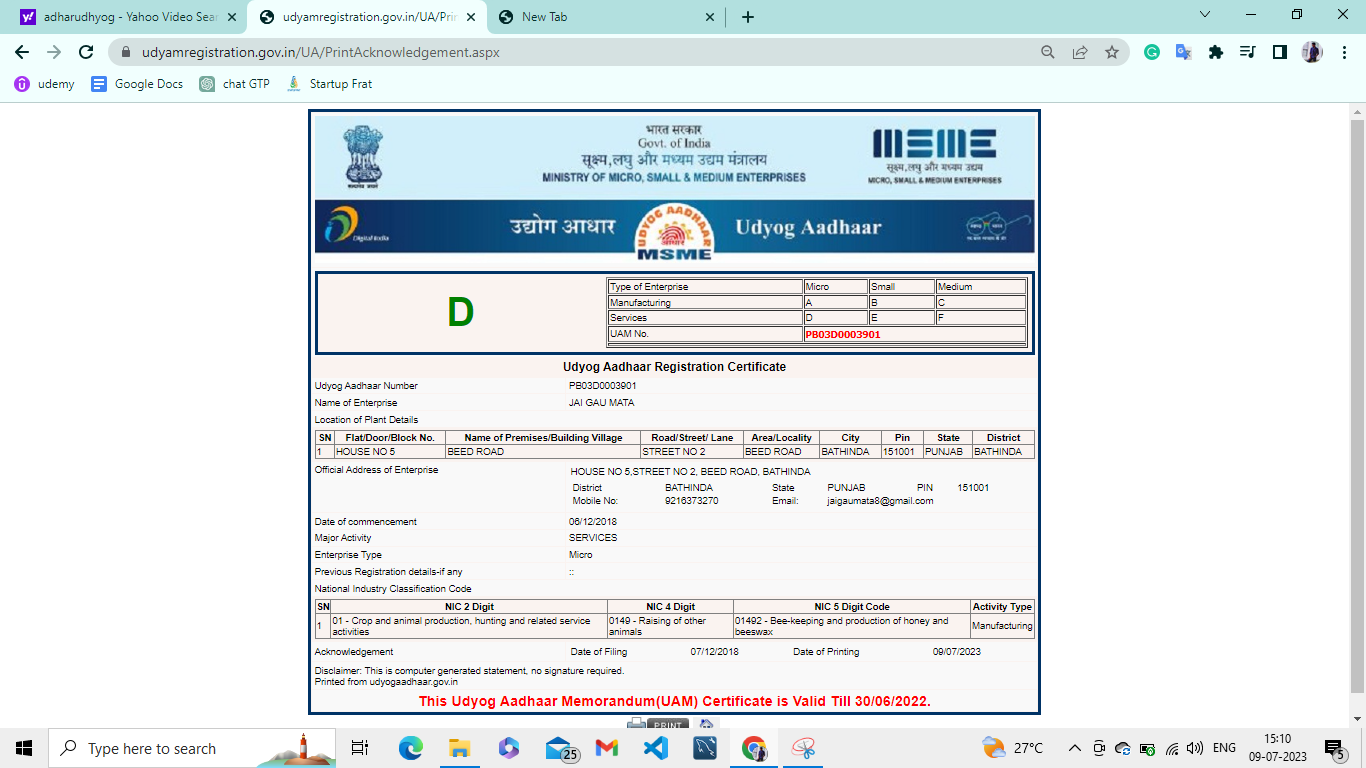 adharudhyog - Yahoo Video Sear
udyamregistration.gov.in/UA/Prin
New Tab
udyamregistration.gov.in/UA/PrintAcknowledgement.aspx
udemy
Google Docs
chat GTP
Startup Frat
भारत सरकार
Govt. of India
सूक्ष्म,लघु और मध्यम उद्यम मंत्रालय
MINISTRY OF MICRO, SMALL & MEDIUM ENTERPRISES
सत्यमेव जयते
MSME
सूक्ष्म,लघु और मध्यम उद्यम
MICRO, SMALL & MEDIUM ENTERPRISES
Digital India
उद्योग आधार
UDYOG AADHAAR
आधार
MSME
Udyog Aadhaar
D
Type of Enterprise Micro Small Medium
Manufacturing A B C
Services D E F
UAM No. PB03D0003901
Udyog Aadhaar Registration Certificate
Udyog Aadhaar Number PB03D0003901
Name of Enterprise JAI GAU MATA
Location of Plant Details
SN Flat/Door/Block No. Name of Premises/Building Village Road/Street/ Lane Area/Locality City Pin State District
1 HOUSE NO 5 BEED ROAD STREET NO 2 BEED ROAD BATHINDA 151001 PUNJAB BATHINDA
Official Address of Enterprise HOUSE NO 5,STREET NO 2, BEED ROAD, BATHINDA
District BATHINDA State PUNJAB PIN 151001
Mobile No: 9216373270 Email: jaigaumata8@gmail.com
Date of commencement 06/12/2018
Major Activity SERVICES
Enterprise Type Micro
Previous Registration details-if any ::
National Industry Classification Code
SN NIC 2 Digit NIC 4 Digit NIC 5 Digit Code Activity Type
1 01 - Crop and animal production, hunting and related service activities 0149 - Raising of other animals 01492 - Bee-keeping and production of honey and beeswax Manufacturing
Acknowledgement Date of Filing 07/12/2018 Date of Printing 09/07/2023
Disclaimer: This is computer generated statement, no signature required.
Printed from udyogaadhaar.gov.in
This Udyog Aadhaar Memorandum(UAM) Certificate is Valid Till 30/06/2022.
PRINT
Type here to search
25
27°C
ENG
15:10
09-07-2023
5